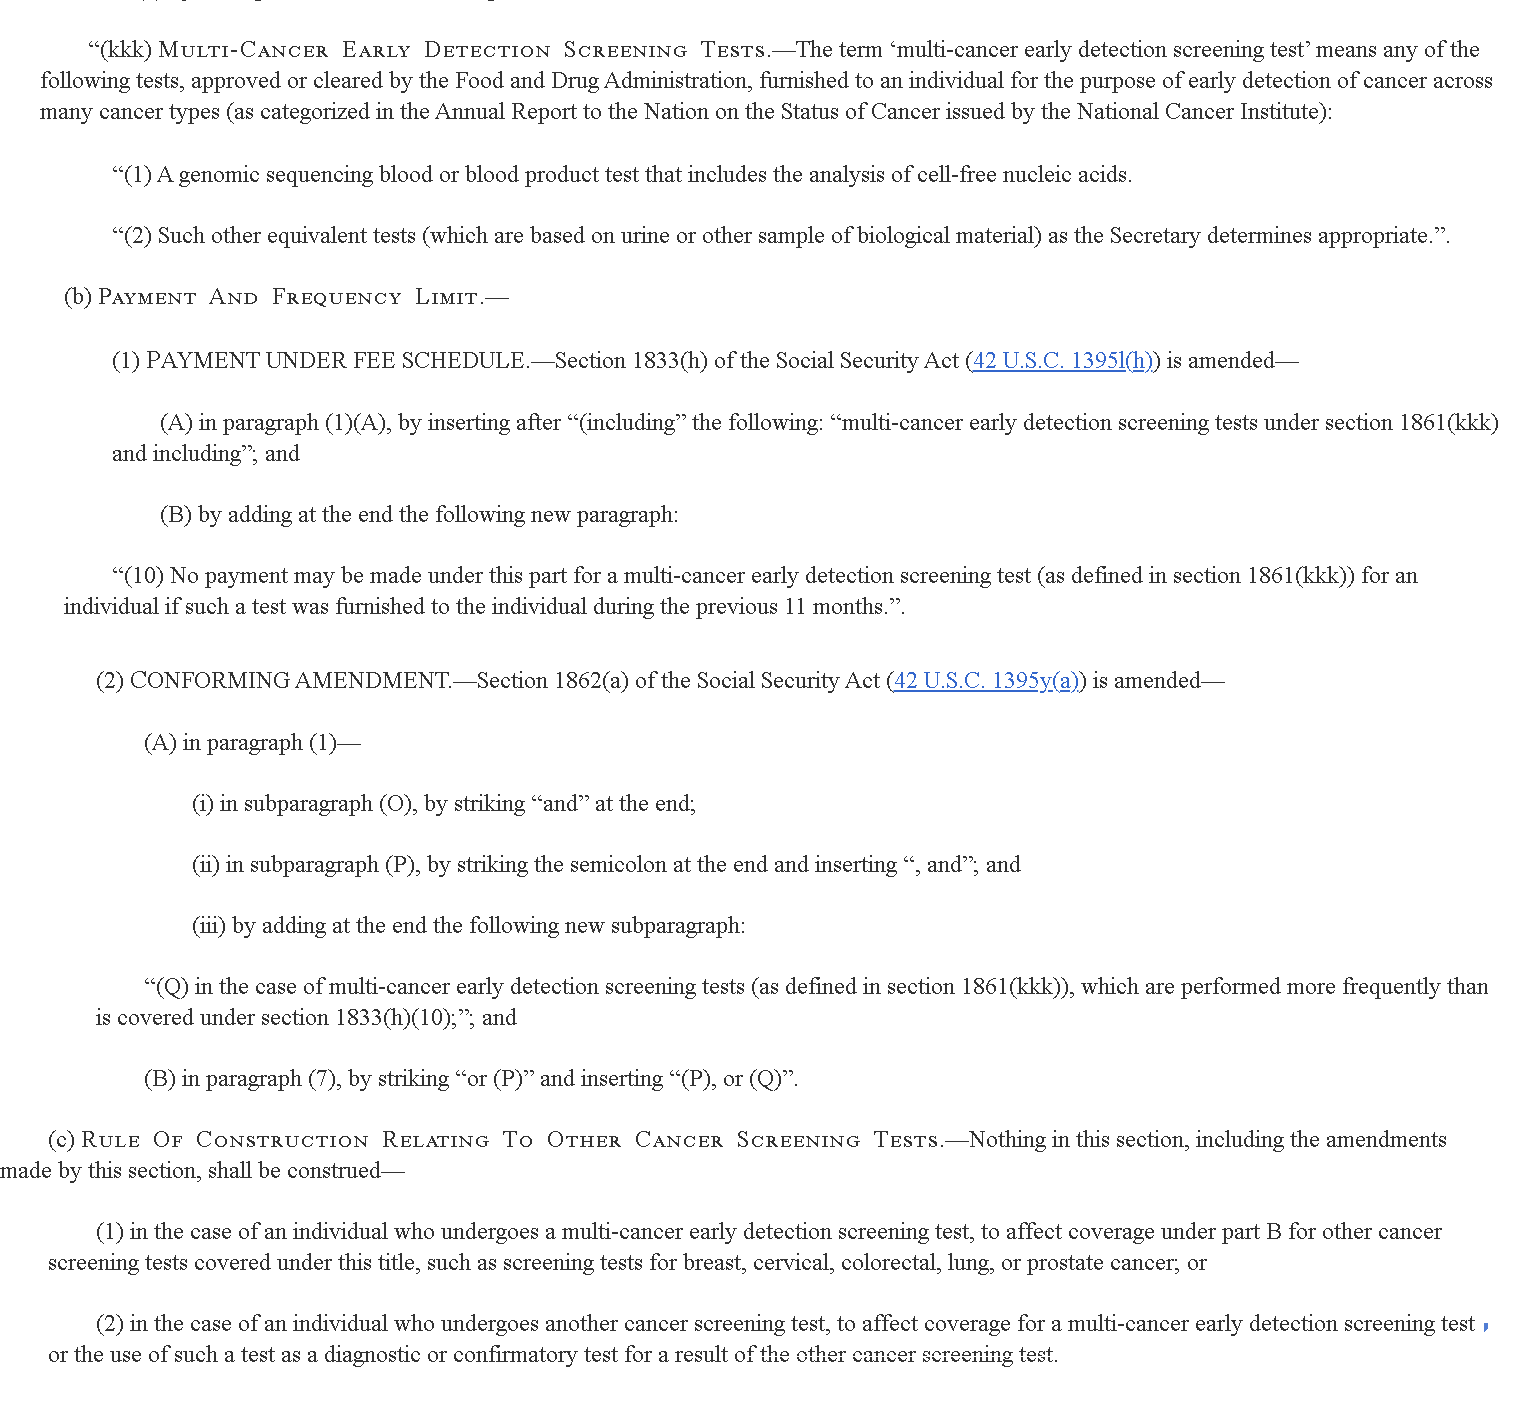 “(kkk) MULTI-CANCER EARLY DETECTION SCREENING TESTS.—The term ‘multi-cancer early detection screening test’ means any of the
following tests, approved or cleared by the Food and Drug Administration, furnished to an individual for the purpose of early detection of cancer across
many cancer types (as categorized in the Annual Report to the Nation on the Status of Cancer issued by the National Cancer Institute):
“(1) A genomic sequencing blood or blood product test that includes the analysis of cell-free nucleic acids.
“(2) Such other equivalent tests (which are based on urine or other sample of biological material) as the Secretary determines appropriate.”.
(b) PAYMENT AND FREQUENCY LIMIT.—
(1) PAYMENT UNDER FEE SCHEDULE.—Section 1833(h) of the Social Security Act (42 U.S.C. 1395l(h)) is amended—
(A) in paragraph (1)(A), by inserting after “(including” the following: “multi-cancer early detection screening tests under section 1861(kkk)
and including”; and
(B) by adding at the end the following new paragraph:
“(10) No payment may be made under this part for a multi-cancer early detection screening test (as defined in section 1861(kkk)) for an
individual if such a test was furnished to the individual during the previous 11 months.”.
(2) CONFORMING AMENDMENT.—Section 1862(a) of the Social Security Act (42 U.S.C. 1395y(a)) is amended—
(A) in paragraph (1)—
(i) in subparagraph (O), by striking “and” at the end;
(ii) in subparagraph (P), by striking the semicolon at the end and inserting “, and”; and
(iii) by adding at the end the following new subparagraph:
“(Q) in the case of multi-cancer early detection screening tests (as defined in section 1861(kkk)), which are performed more frequently than
is covered under section 1833(h)(10);”; and
(B) in paragraph (7), by striking “or (P)” and inserting “(P), or (Q)”.
(c) RULE OF CONSTRUCTION RELATING TO OTHER CANCER SCREENING TESTS.—Nothing in this section, including the amendments
made by this section, shall be construed—
(1) in the case of an individual who undergoes a multi-cancer early detection screening test, to affect coverage under part B for other cancer
screening tests covered under this title, such as screening tests for breast, cervical, colorectal, lung, or prostate cancer; or
(2) in the case of an individual who undergoes another cancer screening test, to affect coverage for a multi-cancer early detection screening test ,
or the use of such a test as a diagnostic or confirmatory test for a result of the other cancer screening test.